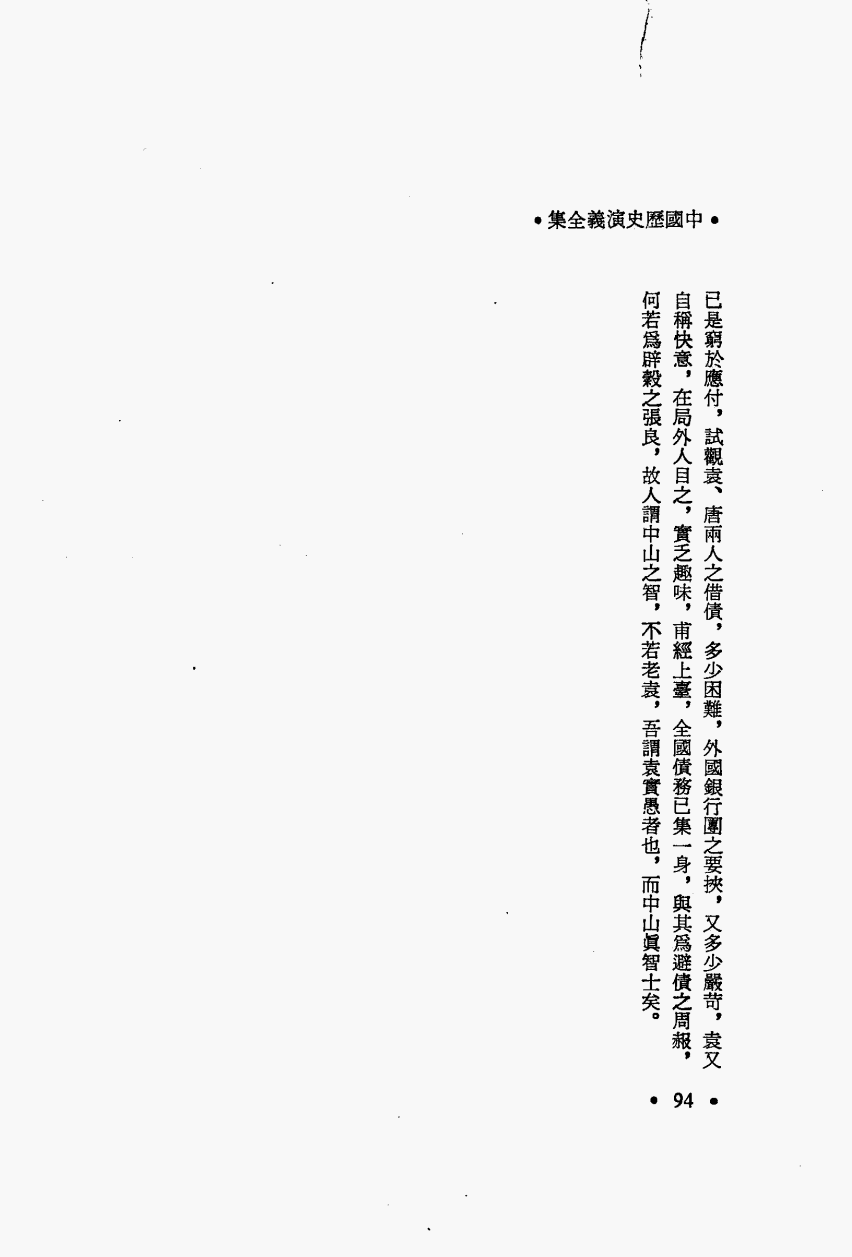 •中國歷史演義全集•
已是窮於應付，試觀袁、唐兩人之借債，多少困難，外國銀行團之要挾，又多少嚴苛，袁又
自稱快意，在局外人目之，實乏趣味，甫經上臺，全國債務已集一身，與其爲避債之周赧，
何若爲辟穀之張良，故人謂中山之智，不若老袁，吾謂袁實愚者也，而中山眞智士矣。
• 94 •